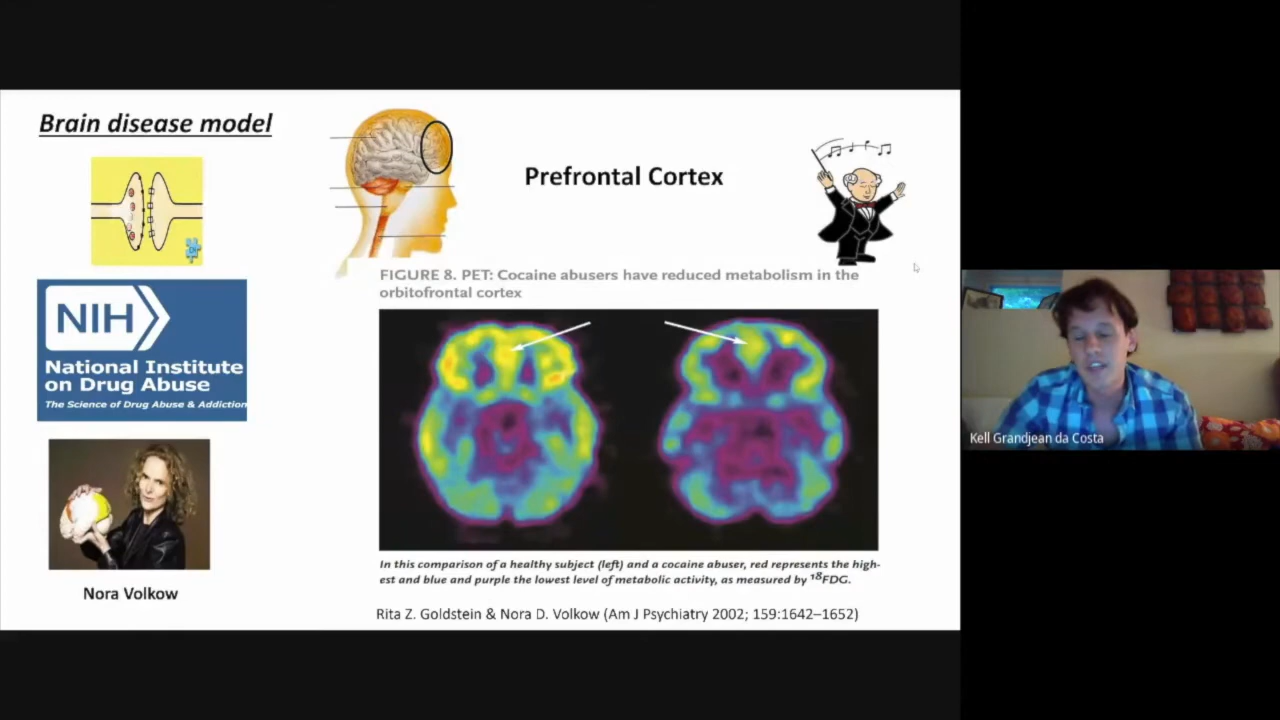 Brain disease model
Prefrontal Cortex
NIH
National Institute
on Drug Abuse
The Science of Drug Abuse & Addiction
Nora Volkow
FIGURE 8. PET: Cocaine abusers have reduced metabolism in the
orbitofrontal cortex
In this comparison of a healthy subject (left) and a cocaine abuser, red represents the high-
est and blue and purple the lowest level of metabolic activity, as measured by ¹⁸FDG.
Rita Z. Goldstein & Nora D. Volkow (Am J Psychiatry 2002; 159:1642–1652)
Kell Grandjean da Costa